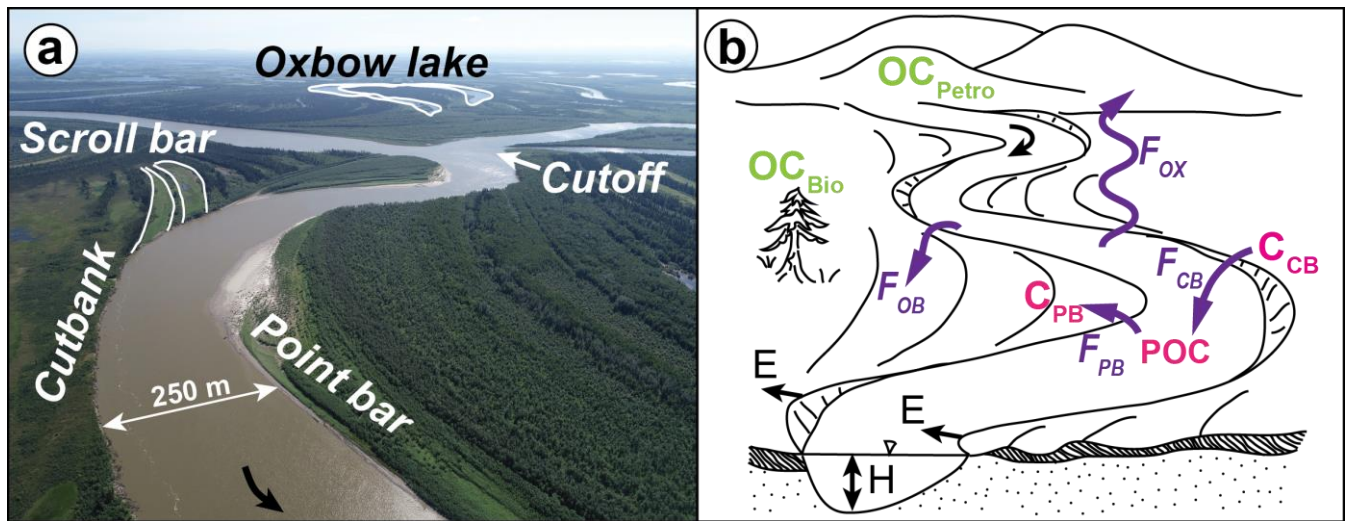 a
Oxbow lake
Scroll bar
Cutoff
Cutbank
Point bar
250 m
b
OC Petro
OC Bio
F OX
C CB
F CB
F OB
C PB
F PB
POC
E
E
H